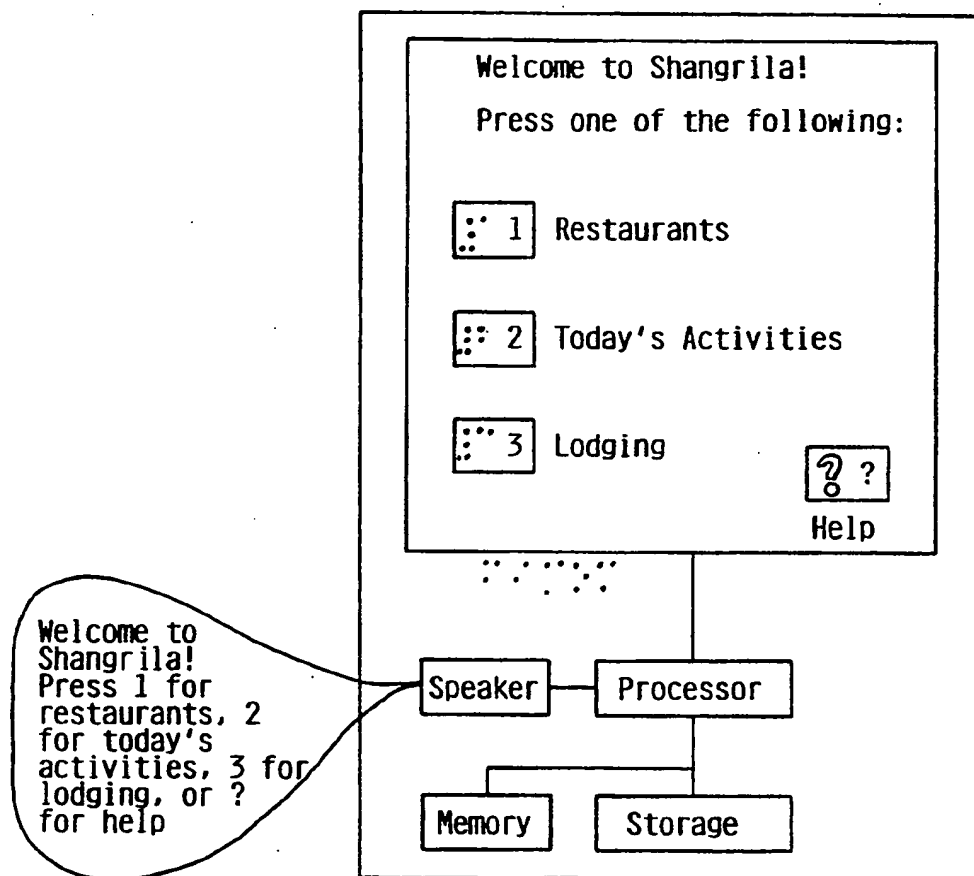 Welcome to Shangrila!
Press one of the following:
1 Restaurants
2 Today's Activities
3 Lodging
?
Help
Welcome to
Shangrila!
Press 1 for
restaurants, 2
for today's
activities, 3 for
lodging, or ?
for help
Speaker
Processor
Memory
Storage